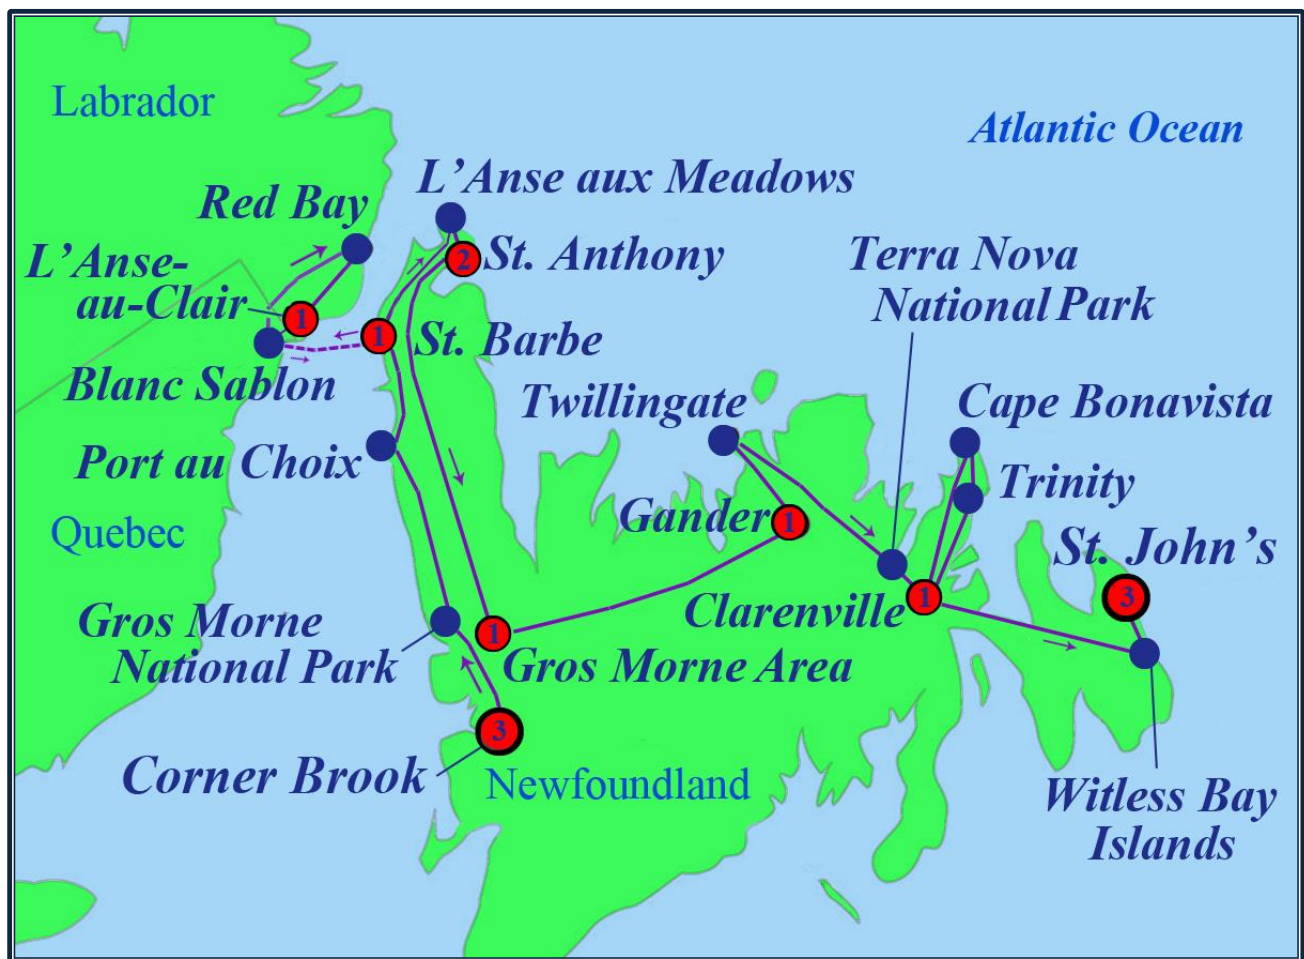 Labrador
Atlantic Ocean
L’Anse aux Meadows
Red Bay
L’Anse-
au-Clair
2
St. Anthony
Terra Nova
National Park
1
1
St. Barbe
Blanc Sablon
Twillingate
Cape Bonavista
Port au Choix
Trinity
Quebec
Gander
1
St. John’s
3
Clarenville
1
Gros Morne
National Park
1
Gros Morne Area
3
Corner Brook
Newfoundland
Witless Bay
Islands